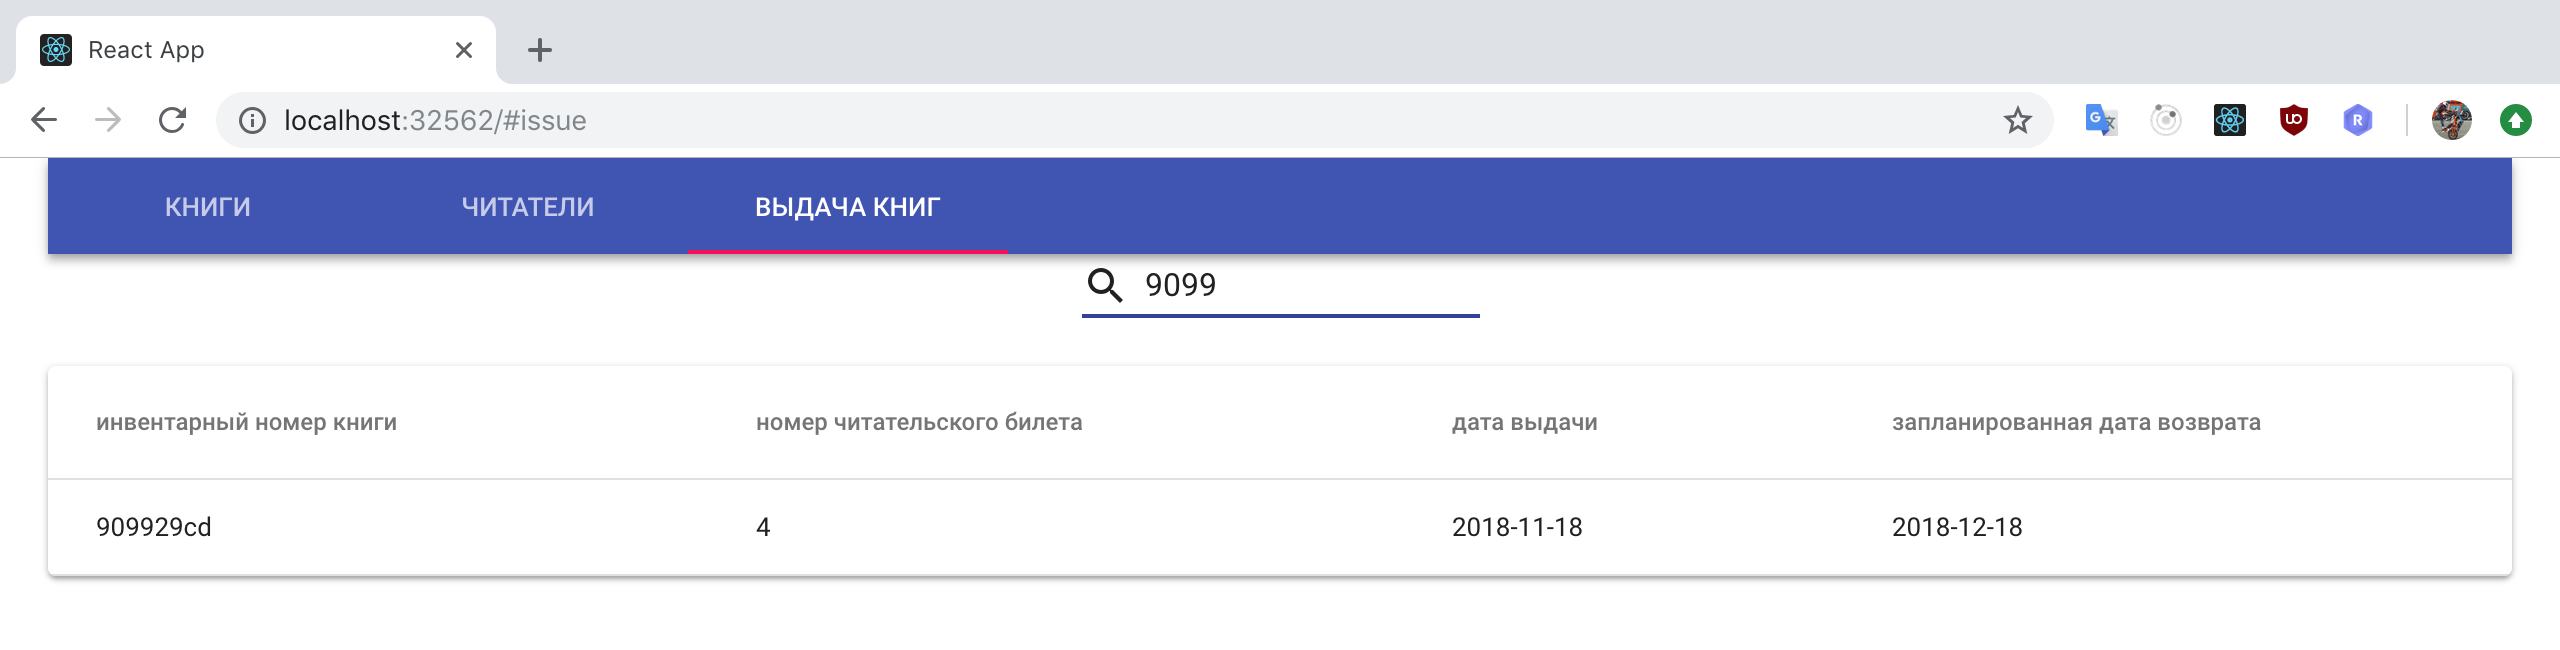 React App
localhost:32562/#issue
КНИГИ ЧИТАТЕЛИ ВЫДАЧА КНИГ
9099
инвентарный номер книги номер читательского билета дата выдачи запланированная дата возврата
909929cd 4 2018-11-18 2018-12-18